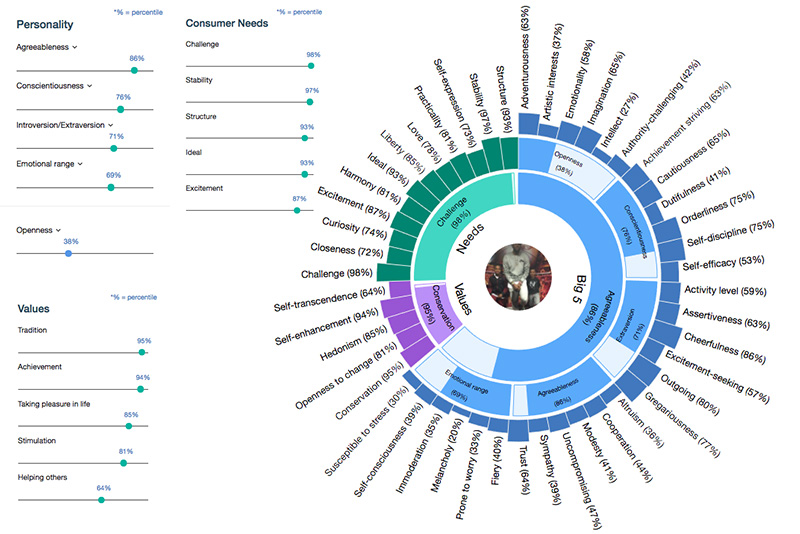 *% = percentile
Personality
Agreeableness
86%
Conscientiousness
76%
Introversion/Extraversion
71%
Emotional range
69%
Openness
38%
*% = percentile
Values
Tradition
95%
Achievement
94%
Taking pleasure in life
85%
Stimulation
81%
Helping others
64%
*% = percentile
Consumer Needs
Challenge
98%
Stability
97%
Structure
93%
Ideal
93%
Excitement
87%
Adventurousness (63%)
Artistic interests (37%)
Emotionality (58%)
Imagination (65%)
Intellect (27%)
Authority-challenging (42%)
Achievement striving (63%)
Cautiousness (65%)
Dutifulness (41%)
Orderliness (75%)
Self-discipline (75%)
Self-efficacy (53%)
Activity level (59%)
Assertiveness (63%)
Cheerfulness (86%)
Excitement-seeking (57%)
Outgoing (80%)
Gregariousness (77%)
Altruism (36%)
Cooperation (44%)
Modesty (41%)
Uncompromising (47%)
Sympathy (39%)
Trust (64%)
Fiery (40%)
Prone to worry (33%)
Melancholy (20%)
Immoderation (35%)
Self-consciousness (39%)
Susceptible to stress (30%)
Conservation (95%)
Openness to change (81%)
Hedonism (85%)
Self-enhancement (94%)
Self-transcendence (64%)
Challenge (98%)
Closeness (72%)
Curiosity (74%)
Excitement (87%)
Harmony (81%)
Ideal (93%)
Liberty (85%)
Love (78%)
Practicality (81%)
Self-expression (73%)
Stability (97%)
Structure (93%)
Openness
(38%)
Conscientiousness
(76%)
Extraversion
(71%)
Agreeableness
(86%)
Emotional range
(69%)
Conservation
(95%)
Challenge
(98%)
Agreeableness
(86%)
Needs
Values
Big 5